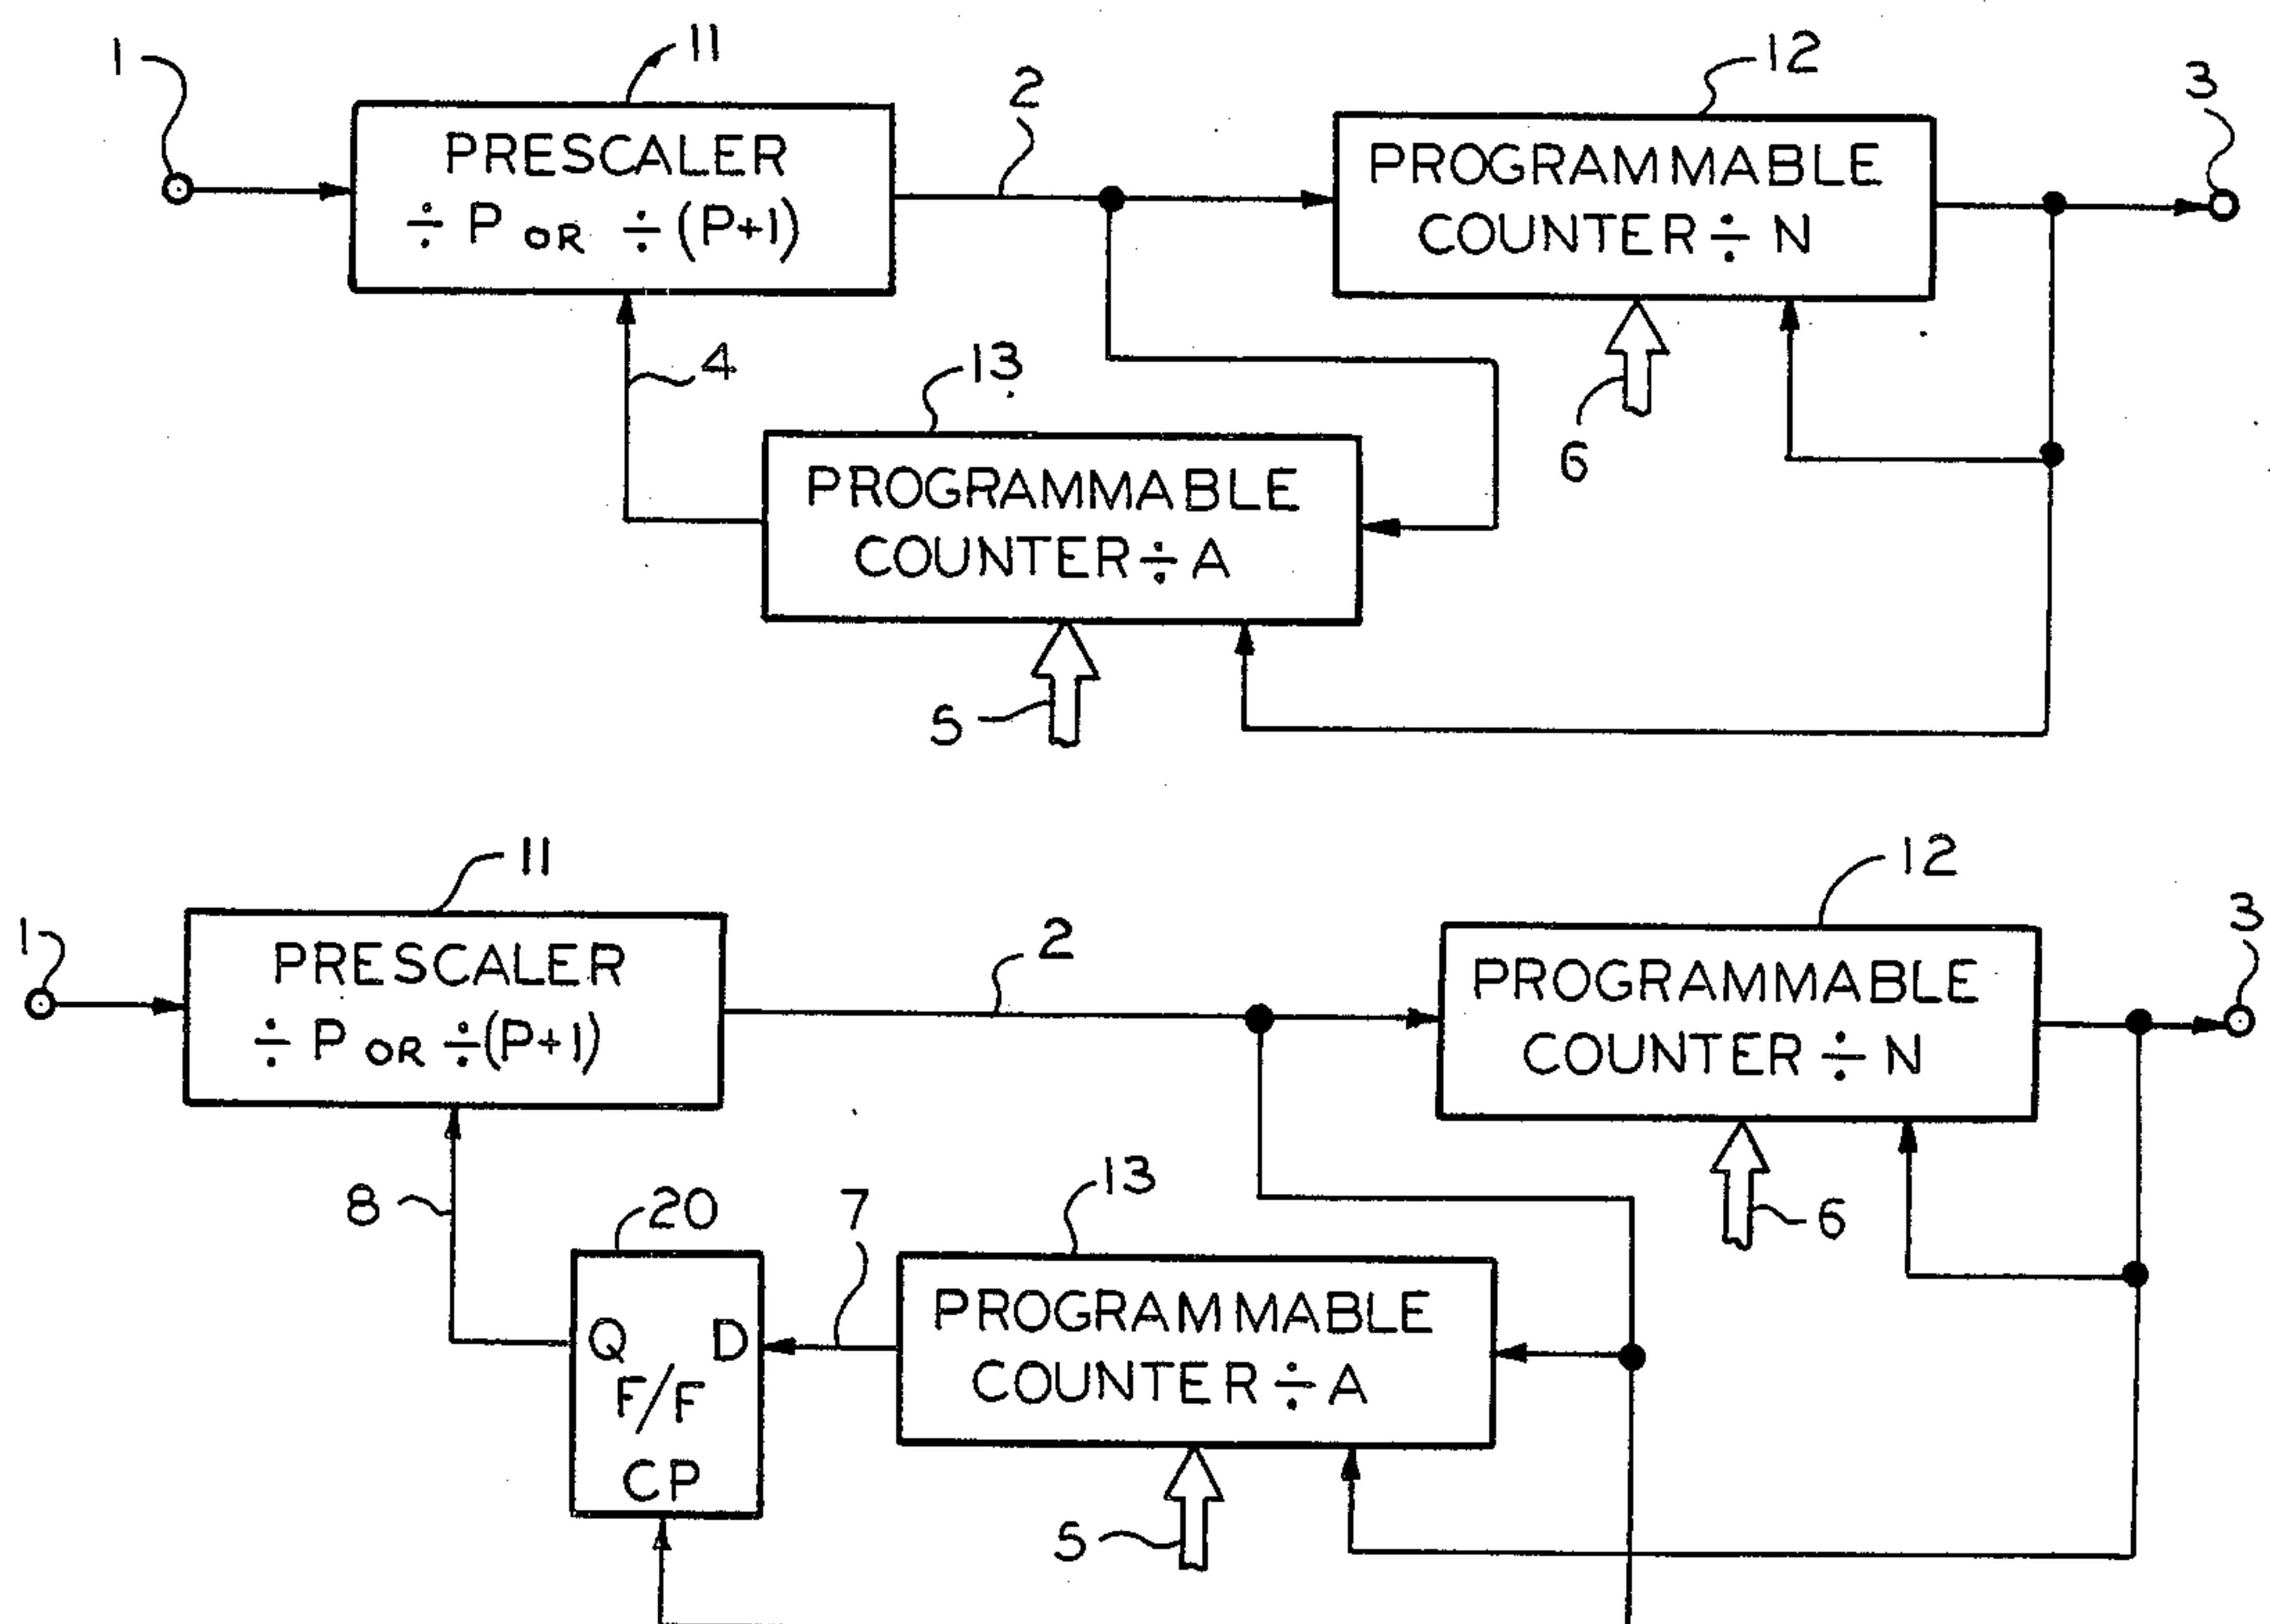 1
11
PRESCALER
÷ P OR ÷ (P+1)
2
12
PROGRAMMABLE
COUNTER ÷ N
3
4
13
PROGRAMMABLE
COUNTER ÷ A
6
5
1
11
PRESCALER
÷ P OR ÷(P+1)
2
12
PROGRAMMABLE
COUNTER ÷ N
3
8
20
7
13
6
Q D
F/F
CP
PROGRAMMABLE
COUNTER ÷ A
5